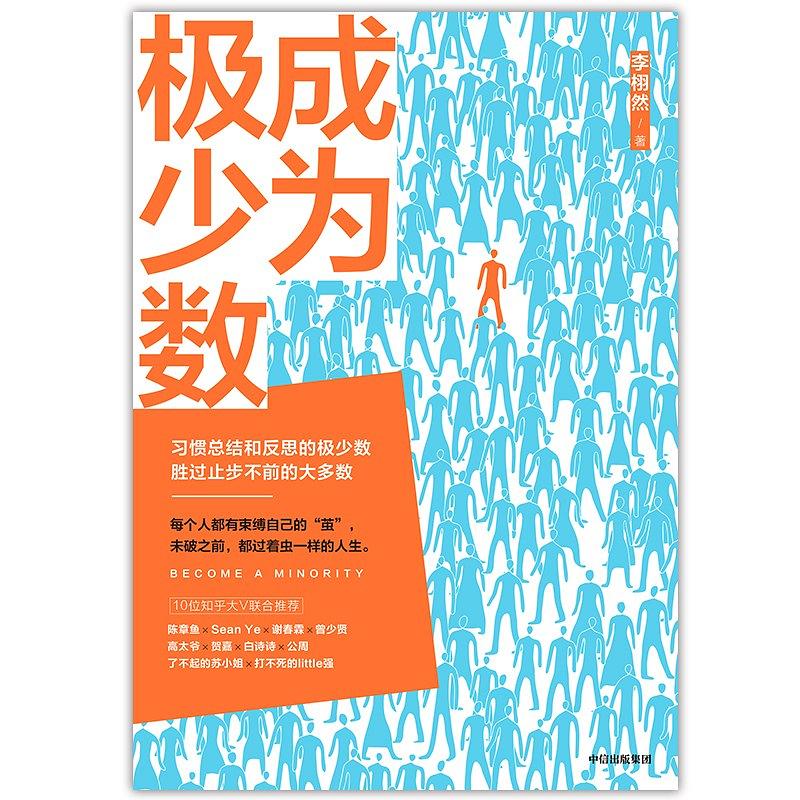 成为
极少数
李栩然 / 著
习惯总结和反思的极少数
胜过止步不前的大多数
每个人都有束缚自己的“茧”，
未破之前，都过着虫一样的人生。
BECOME A MINORITY
10位知乎大V联合推荐
陈章鱼×Sean Ye×谢春霖×曾少贤
高太爷×贺嘉×白诗诗×公周
了不起的苏小姐×打不死的little强
中信出版集团